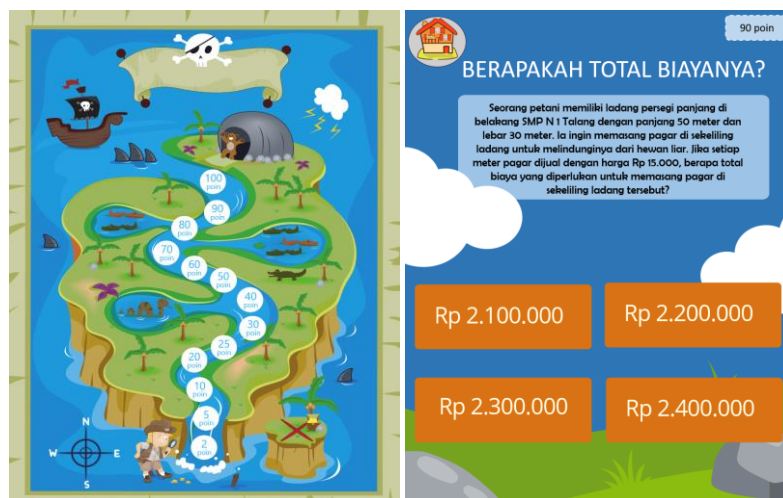 100
poin
90
poin
80
poin
70
poin
60
poin
50
poin
40
poin
30
poin
25
poin
20
poin
10
poin
5
poin
2
poin
N
W
E
S
90 poin
BERAPAKAH TOTAL BIAYANYA?
Seorang petani memiliki ladang persegi panjang di
belakang SMP N 1 Talang dengan panjang 50 meter dan
lebar 30 meter. Ia ingin memasang pagar di sekeliling
ladang untuk melindunginya dari hewan liar. Jika setiap
meter pagar dijual dengan harga Rp 15.000, berapa total
biaya yang diperlukan untuk memasang pagar di
sekeliling ladang tersebut?
Rp 2.100.000
Rp 2.200.000
Rp 2.300.000
Rp 2.400.000